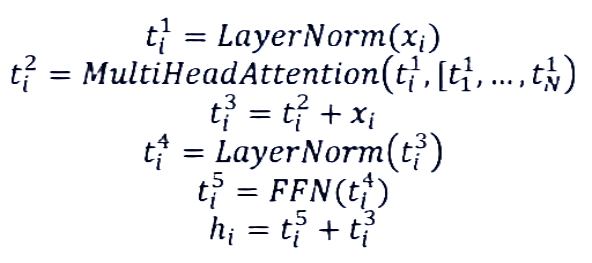 t_i^1 = LayerNorm(x_i)
t_i^2 = MultiHeadAttention(t_i^1, [t_1^1, ..., t_N^1)
t_i^3 = t_i^2 + x_i
t_i^4 = LayerNorm(t_i^3)
t_i^5 = FFN(t_i^4)
h_i = t_i^5 + t_i^3